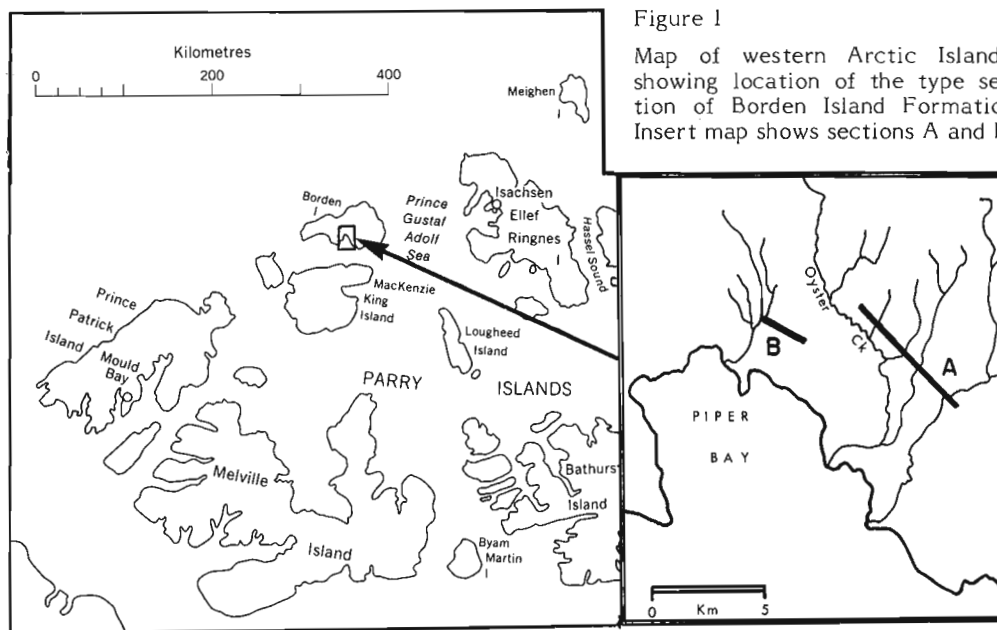 Figure 1
Map of western Arctic Island
showing location of the type se
tion of Borden Island Formatio
Insert map shows sections A and
Kilometres
0 200 400
Meighen
I
Borden
I
Prince
Gustaf
Adolf
Sea
Isachsen
Ellef
Ringnes
I
Hassel Sound
MacKenzie
King
Island
Prince
Patrick
Island
Mould
Bay
Lougheed
Island
PARRY
ISLANDS
Melville
Island
Bathurst
Island
Byam
Martin
I
Oyster
Ck
B
A
PIPER
BAY
0 Km 5